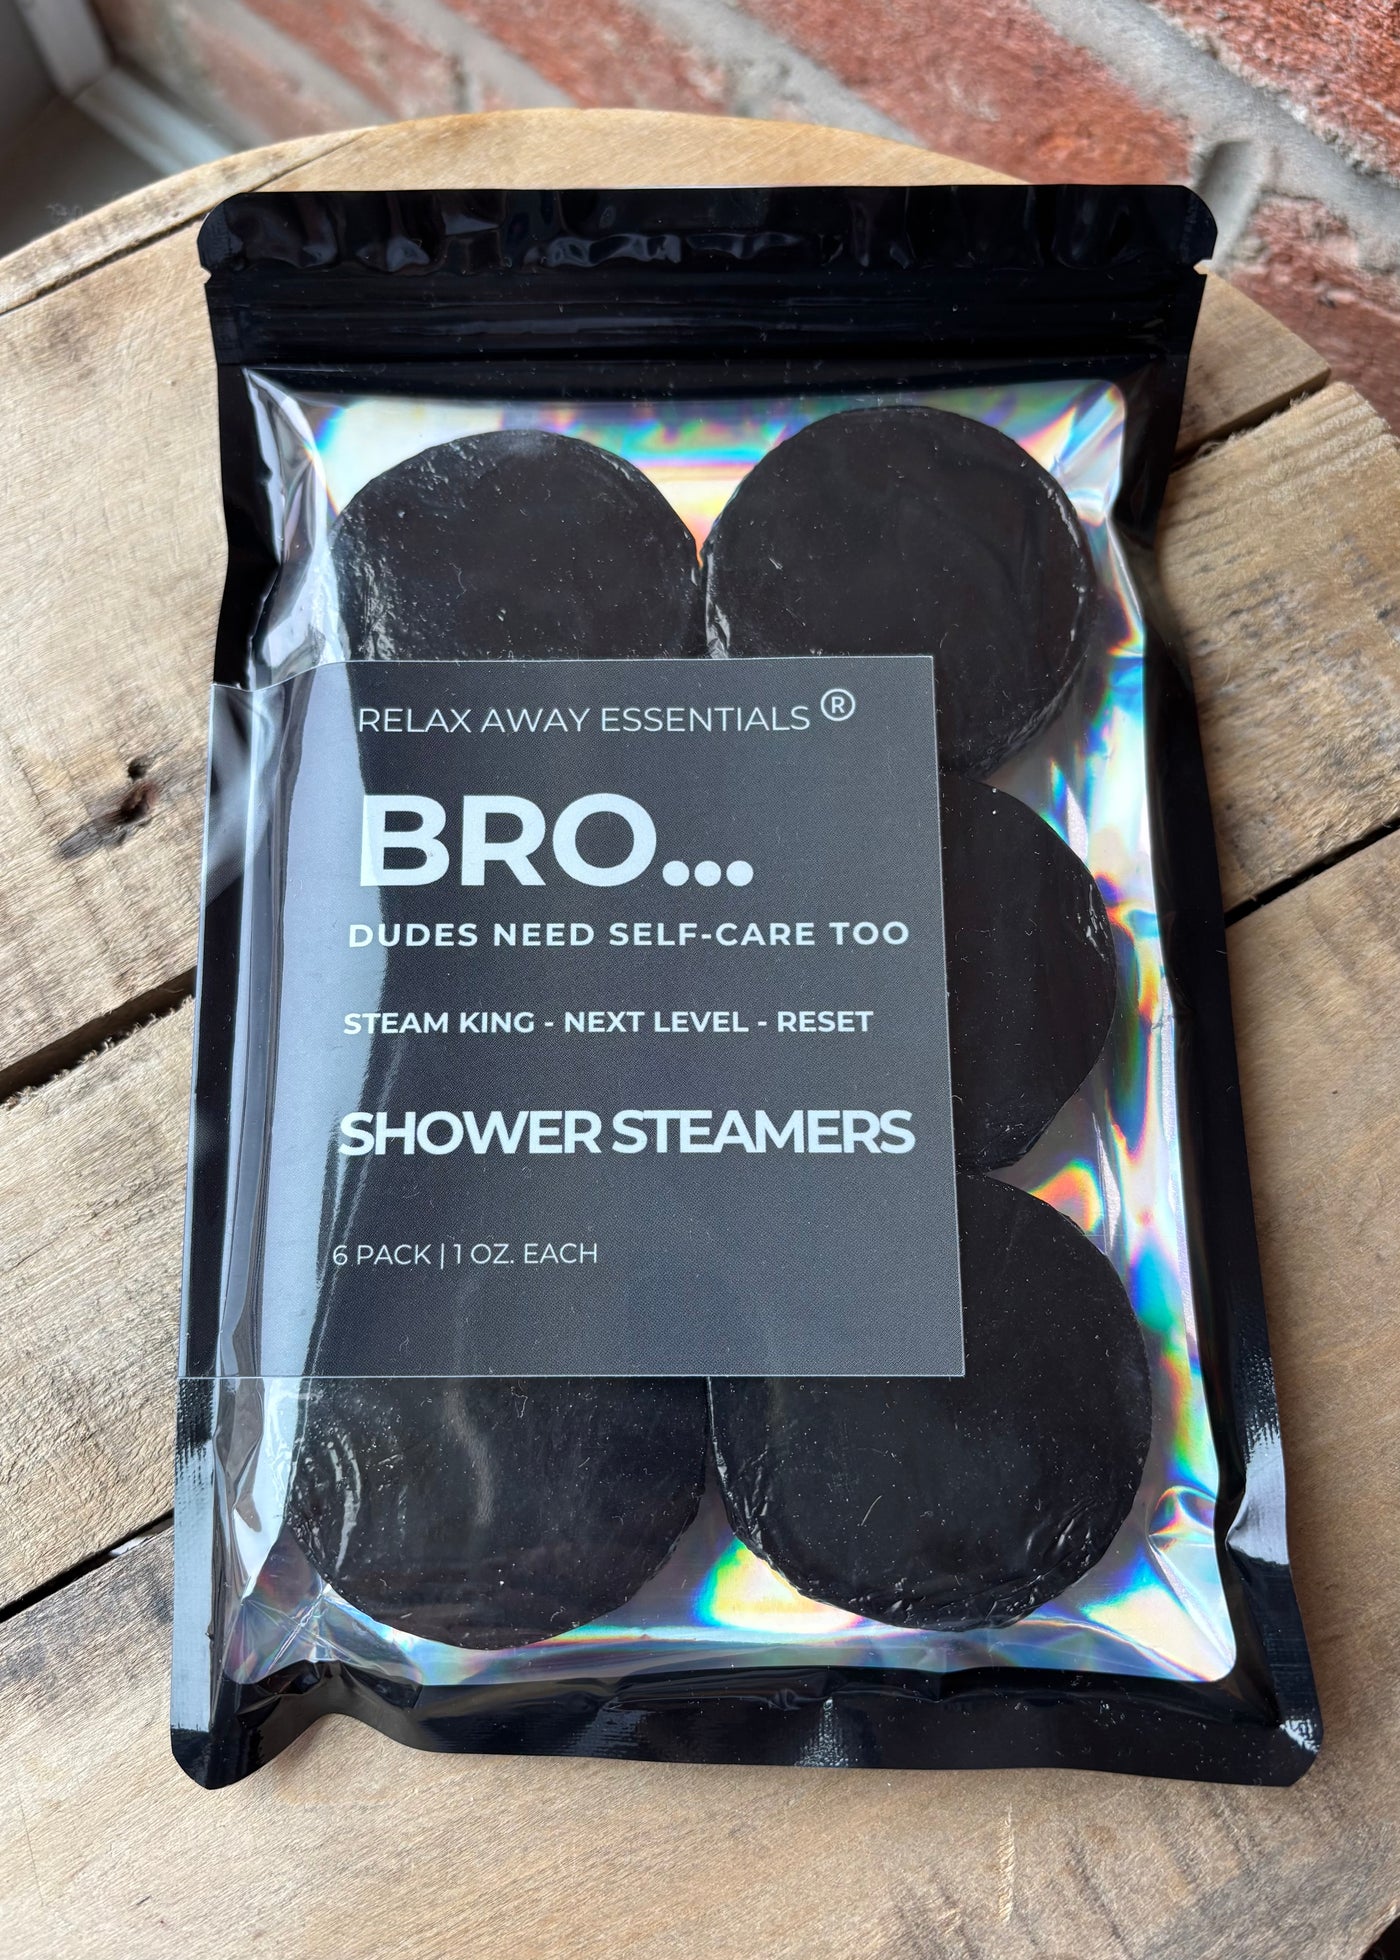 RELAX AWAY ESSENTIALS ®
BRO...
DUDES NEED SELF-CARE TOO
STEAM KING - NEXT LEVEL - RESET
SHOWER STEAMERS
6 PACK | 1 OZ. EACH